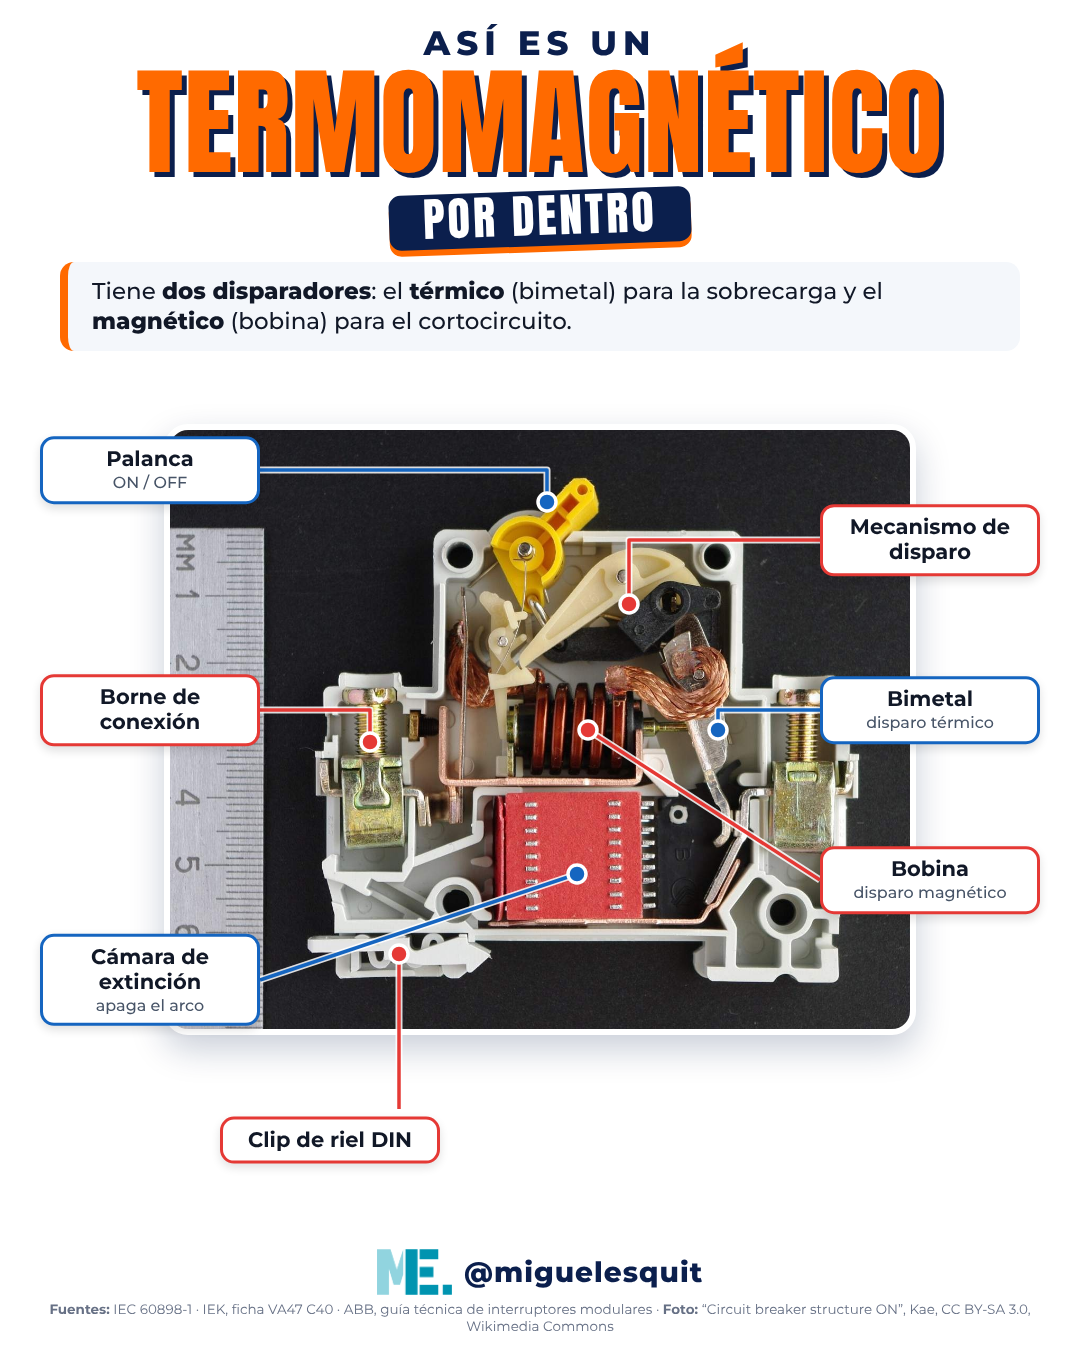 ASÍ ES UN
TERMOMAGNÉTICO
POR DENTRO
Tiene dos disparadores: el térmico (bimetal) para la sobrecarga y el
magnético (bobina) para el cortocircuito.
Palanca
ON / OFF
Mecanismo de
disparo
MM
1
2
Borne de
conexión
Bimetal
disparo térmico
4
5
Bobina
disparo magnético
6
Cámara de
extinción
apaga el arco
Clip de riel DIN
ME. @miguelesquit
Fuentes: IEC 60898-1 · IEK, ficha VA47 C40 · ABB, guía técnica de interruptores modulares · Foto: “Circuit breaker structure ON”, Kae, CC BY-SA 3.0,
Wikimedia Commons